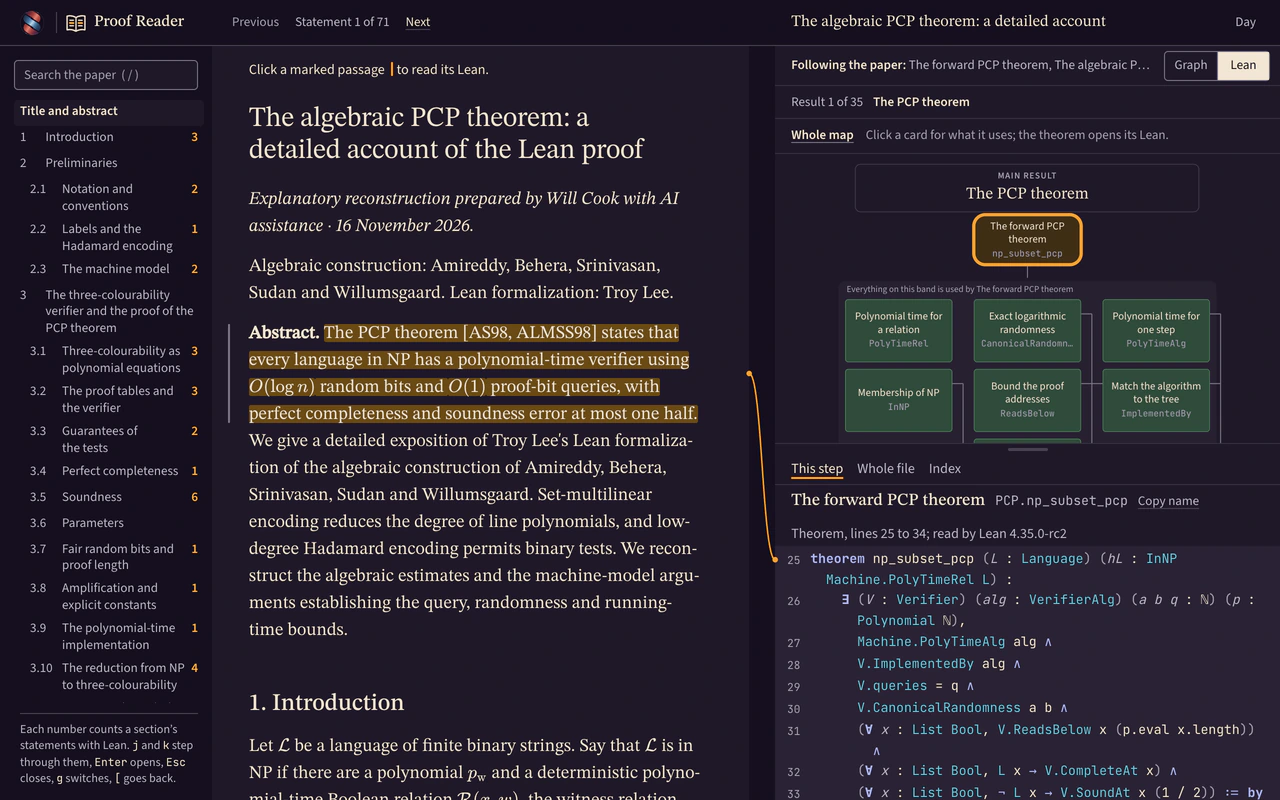 Proof Reader
Previous Statement 1 of 71 Next
The algebraic PCP theorem: a detailed account
Day
Search the paper (/)
Title and abstract
1 Introduction 3
2 Preliminaries
2.1 Notation and conventions 2
2.2 Labels and the Hadamard encoding 1
2.3 The machine model 2
3 The three-colourability verifier and the proof of the PCP theorem
3.1 Three-colourability as polynomial equations 3
3.2 The proof tables and the verifier 3
3.3 Guarantees of the tests 2
3.4 Perfect completeness 1
3.5 Soundness 6
3.6 Parameters
3.7 Fair random bits and proof length 1
3.8 Amplification and explicit constants 1
3.9 The polynomial-time implementation 1
3.10 The reduction from NP to three-colourability 4
Each number counts a section's
statements with Lean. j and k step
through them, Enter opens, Esc
closes, g switches, [ goes back.
Click a marked passage to read its Lean.
The algebraic PCP theorem: a
detailed account of the Lean proof
Explanatory reconstruction prepared by Will Cook with AI
assistance · 16 November 2026.
Algebraic construction: Amireddy, Behera, Srinivasan,
Sudan and Willumsgaard. Lean formalization: Troy Lee.
Abstract. The PCP theorem [AS98, ALMSS98] states that
every language in NP has a polynomial-time verifier using
O(log n) random bits and O(1) proof-bit queries, with
perfect completeness and soundness error at most one half.
We give a detailed exposition of Troy Lee's Lean formaliza-
tion of the algebraic construction of Amireddy, Behera,
Srinivasan, Sudan and Willumsgaard. Set-multilinear
encoding reduces the degree of line polynomials, and low-
degree Hadamard encoding permits binary tests. We recon-
struct the algebraic estimates and the machine-model argu-
ments establishing the query, randomness and running-
time bounds.
1. Introduction
Let ℒ be a language of finite binary strings. Say that ℒ is in
NP if there are a polynomial p_w and a deterministic polyno-
mial-time Boolean relation ℛ(x, w), the witness relation
Following the paper: The forward PCP theorem, The algebraic P…
Graph Lean
Result 1 of 35 The PCP theorem
Whole map Click a card for what it uses; the theorem opens its Lean.
MAIN RESULT
The PCP theorem
The forward PCP
theorem
np_subset_pcp
Everything on this band is used by The forward PCP theorem
Polynomial time for
a relation
PolyTimeRel
Exact logarithmic
randomness
CanonicalRandomn…
Polynomial time for
one step
PolyTimeAlg
Membership of NP
InNP
Bound the proof
addresses
ReadsBelow
Match the algorithm
to the tree
ImplementedBy
This step Whole file Index
The forward PCP theorem PCP.np_subset_pcp Copy name
Theorem, lines 25 to 34; read by Lean 4.35.0-rc2
25 theorem np_subset_pcp (L : Language) (hL : InNP
Machine.PolyTimeRel L) :
26 ∃ (V : Verifier) (alg : VerifierAlg) (a b q : ℕ) (p :
Polynomial ℕ),
27 Machine.PolyTimeAlg alg ∧
28 V.ImplementedBy alg ∧
29 V.queries = q ∧
30 V.CanonicalRandomness a b ∧
31 (∀ x : List Bool, V.ReadsBelow x (p.eval x.length))
∧
32 (∀ x : List Bool, L x → V.CompleteAt x) ∧
33 (∀ x : List Bool, ¬ L x → V.SoundAt x (1 / 2)) := by